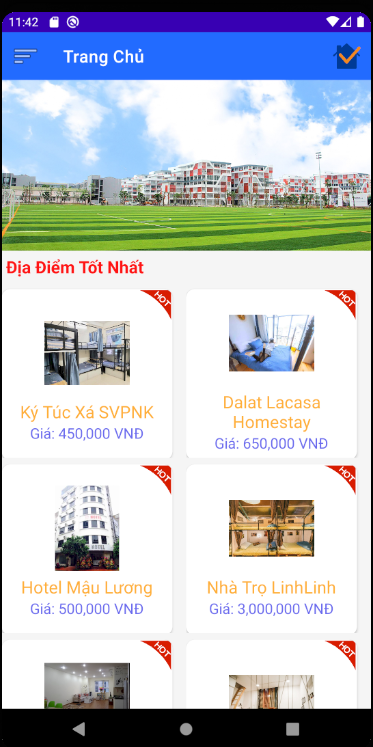 11:42
Trang Chủ
Địa Điểm Tốt Nhất
HOT
HOT
Ký Túc Xá SVPNK
Giá: 450,000 VNĐ
Dalat Lacasa
Homestay
Giá: 650,000 VNĐ
HOT
HOT
HOTEL
Hotel Mậu Lương
Giá: 500,000 VNĐ
Nhà Trọ LinhLinh
Giá: 3,000,000 VNĐ
HOT
HOT